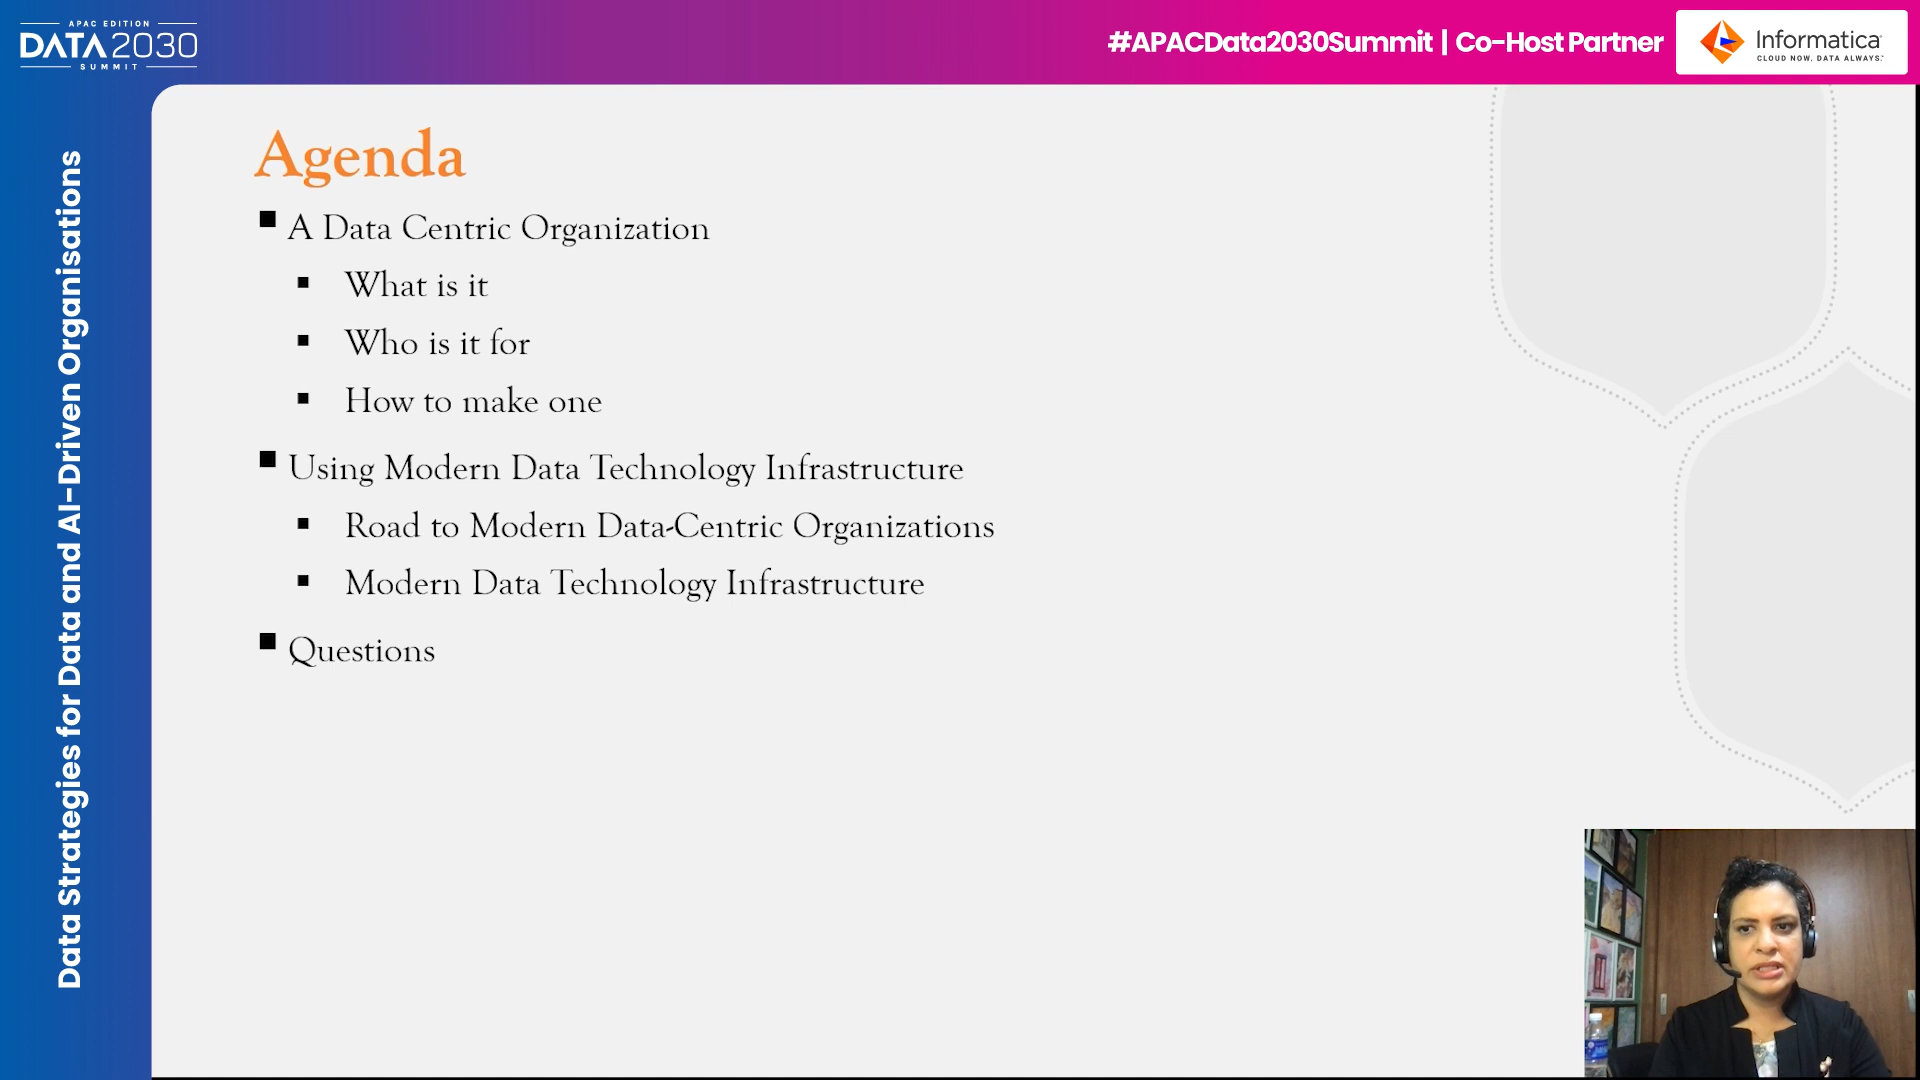 APAC EDITION
DATA2030
SUMMIT
#APACData2030Summit | Co-Host Partner
Informatica
CLOUD NOW. DATA ALWAYS.
Data Strategies for Data and AI-Driven Organisations
Agenda
A Data Centric Organization
What is it
Who is it for
How to make one
Using Modern Data Technology Infrastructure
Road to Modern Data-Centric Organizations
Modern Data Technology Infrastructure
Questions